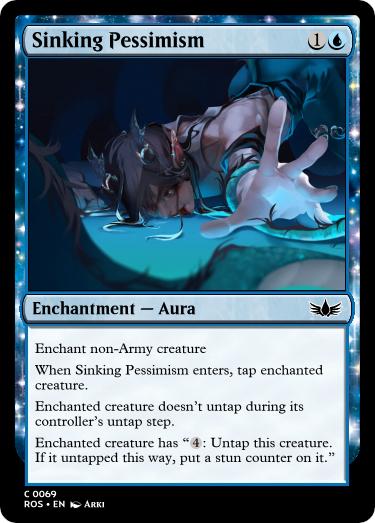 Sinking Pessimism 1
Enchantment — Aura
Enchant non-Army creature
When Sinking Pessimism enters, tap enchanted
creature.
Enchanted creature doesn't untap during its
controller's untap step.
Enchanted creature has “4: Untap this creature.
If it untapped this way, put a stun counter on it.”
C 0069
ROS • EN Arki